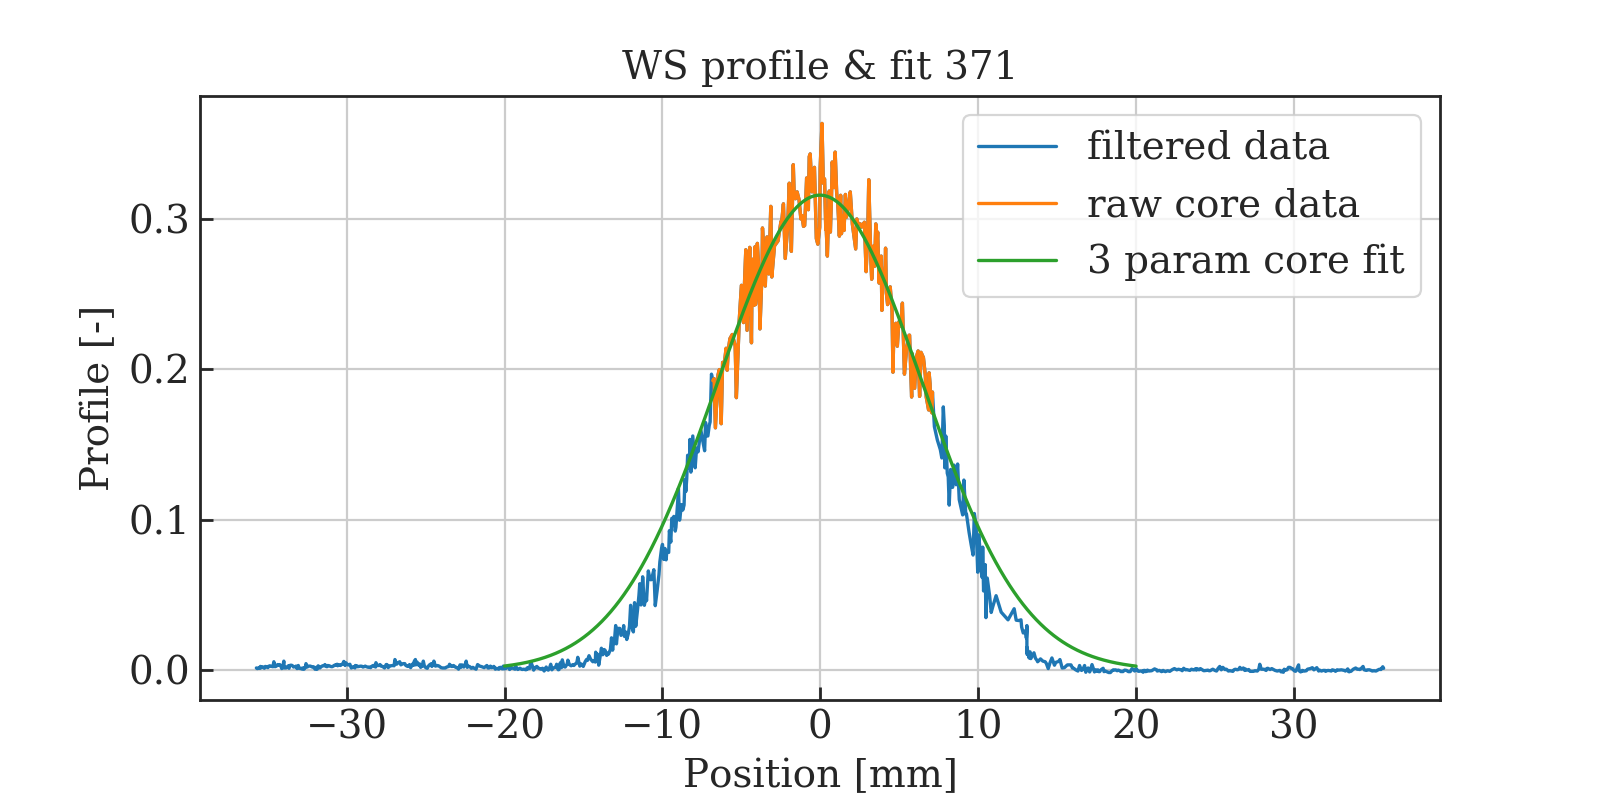 WS profile & fit 371
filtered data
raw core data
3 param core fit
Profile [-]
0.3
0.2
0.1
0.0
−30 −20 −10 0 10 20 30
Position [mm]